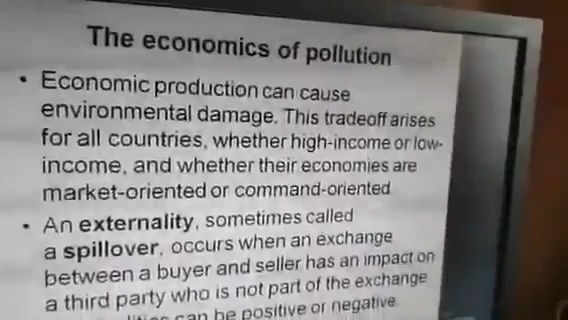 The economics of pollution
• Economic production can cause
environmental damage. This tradeoff arises
for all countries, whether high-income or low-
income, and whether their economies are
market-oriented or command-oriented.
• An externality, sometimes called
a spillover, occurs when an exchange
between a buyer and seller has an impact on
a third party who is not part of the exchange
can be positive or negative.